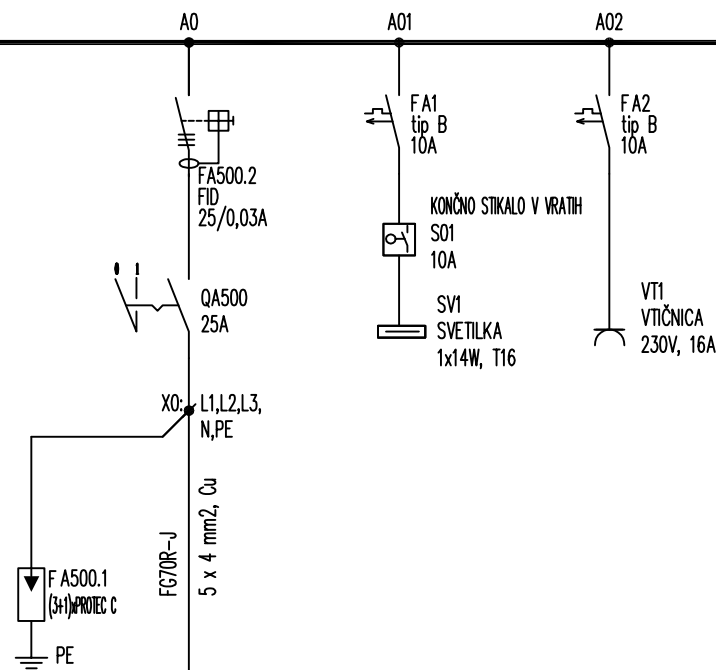 A0
A01
A02
FA1
tip B
10A
FA2
tip B
10A
FA500.2
FID
25/0,03A
KONČNO STIKALO V VRATIH
S01
10A
0 1
QA500
25A
SV1
SVETILKA
1x14W, T16
VT1
VTIČNICA
230V, 16A
X0: L1,L2,L3,
N,PE
FG70R-J
5 x 4 mm2, Cu
F A500.1
(3+1)xPROTEC C
PE